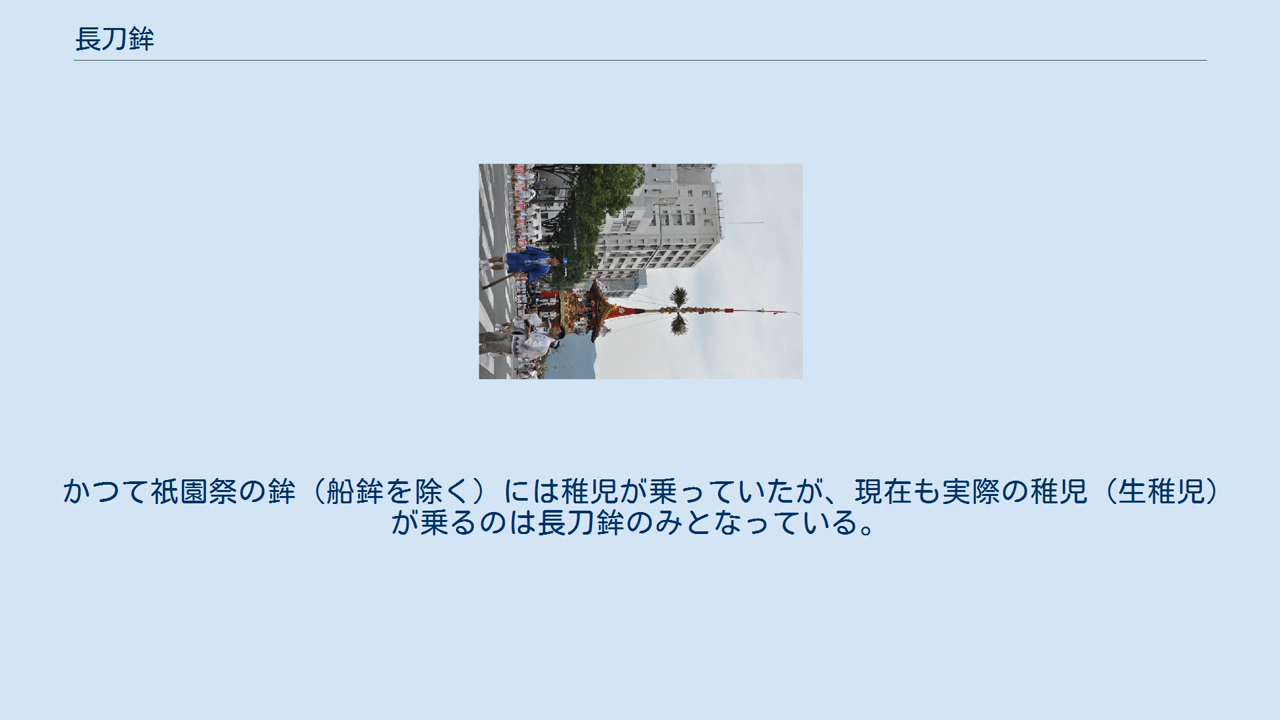 長刀鉾
かつて祇園祭の鉾（船鉾を除く）には稚児が乗っていたが、現在も実際の稚児（生稚児）
が乗るのは長刀鉾のみとなっている。